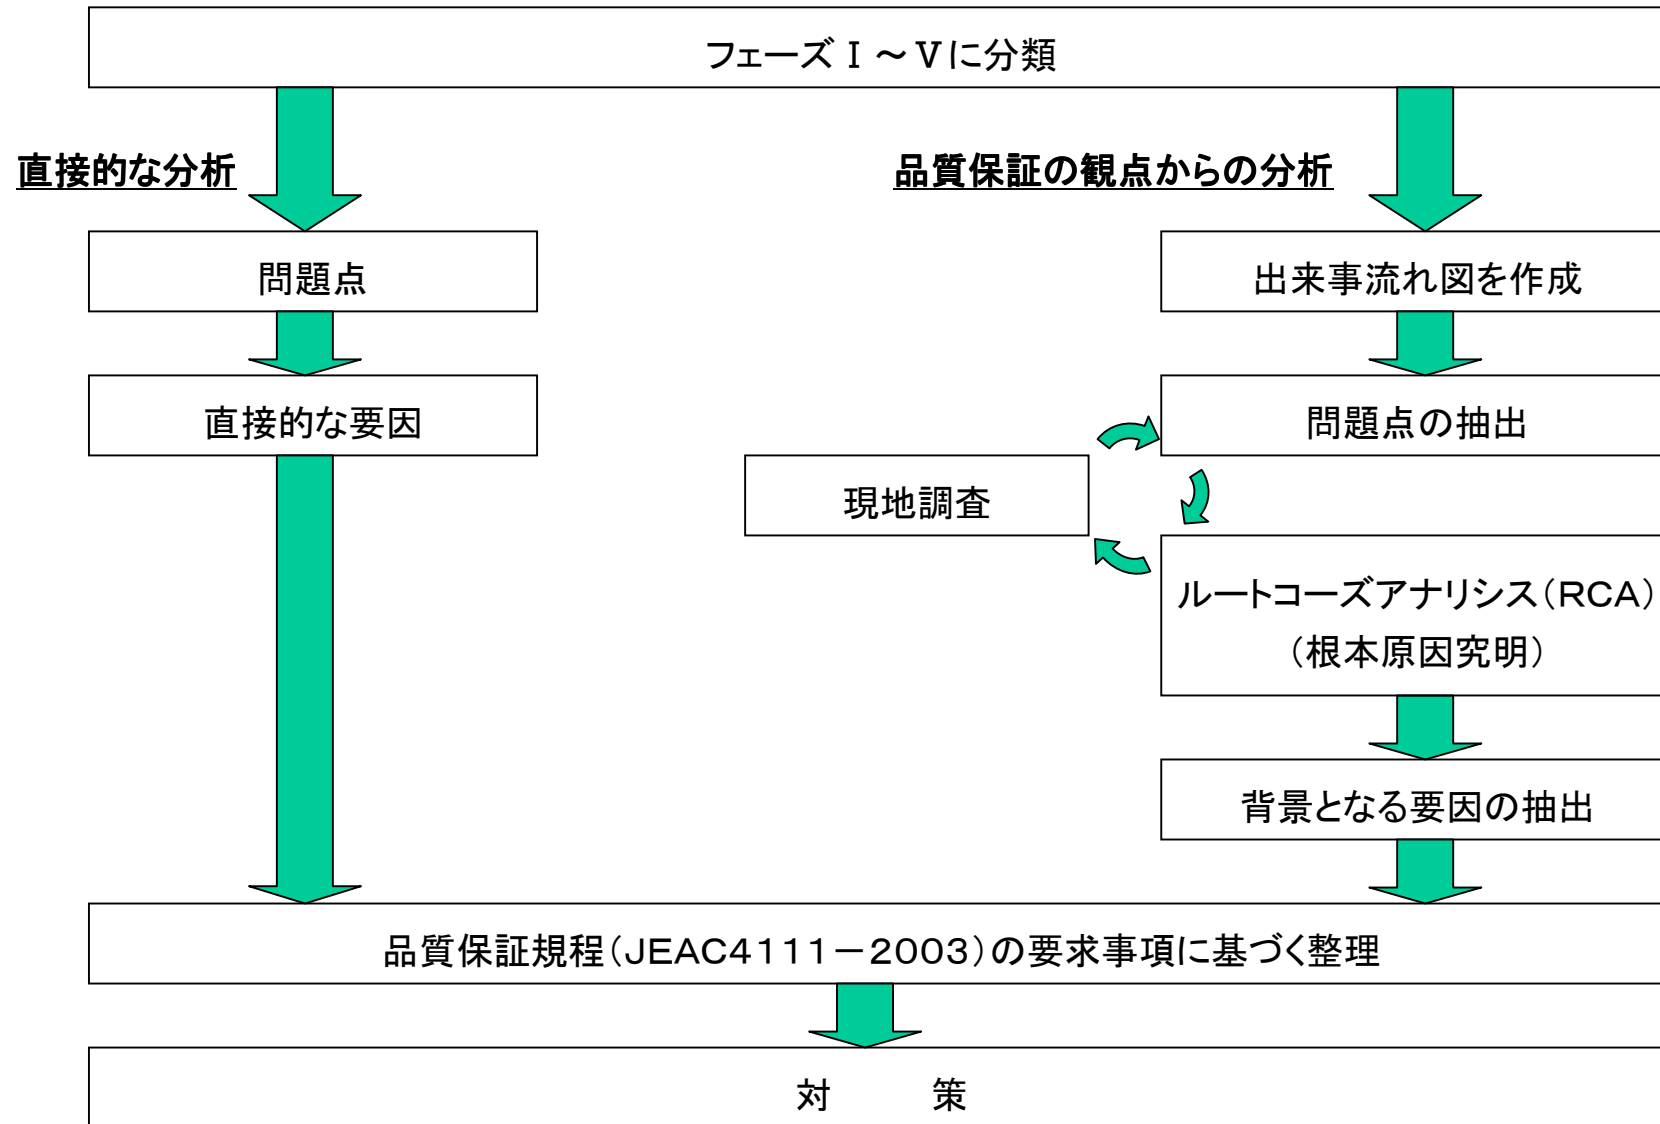 フェーズⅠ～Ⅴに分類
直接的な分析
品質保証の観点からの分析
問題点
出来事流れ図を作成
直接的な要因
問題点の抽出
現地調査
ルートコーズアナリシス（ＲＣＡ）
（根本原因究明）
背景となる要因の抽出
品質保証規程（ＪＥＡＣ４１１１－２００３）の要求事項に基づく整理
対　　策